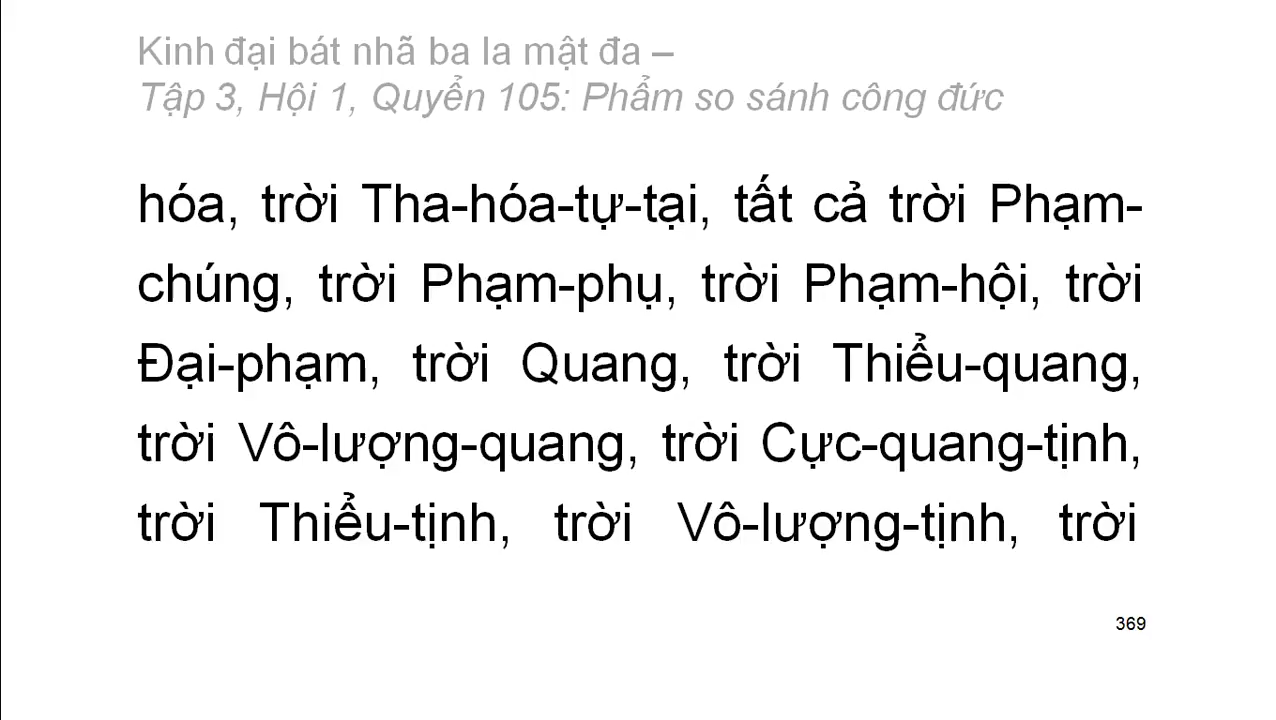 Kinh đại bát nhã ba la mật đa –
Tập 3, Hội 1, Quyển 105: Phẩm so sánh công đức
hóa, trời Tha-hóa-tự-tại, tất cả trời Phạm-
chúng, trời Phạm-phụ, trời Phạm-hội, trời
Đại-phạm, trời Quang, trời Thiểu-quang,
trời Vô-lượng-quang, trời Cực-quang-tịnh,
trời Thiểu-tịnh, trời Vô-lượng-tịnh, trời
369